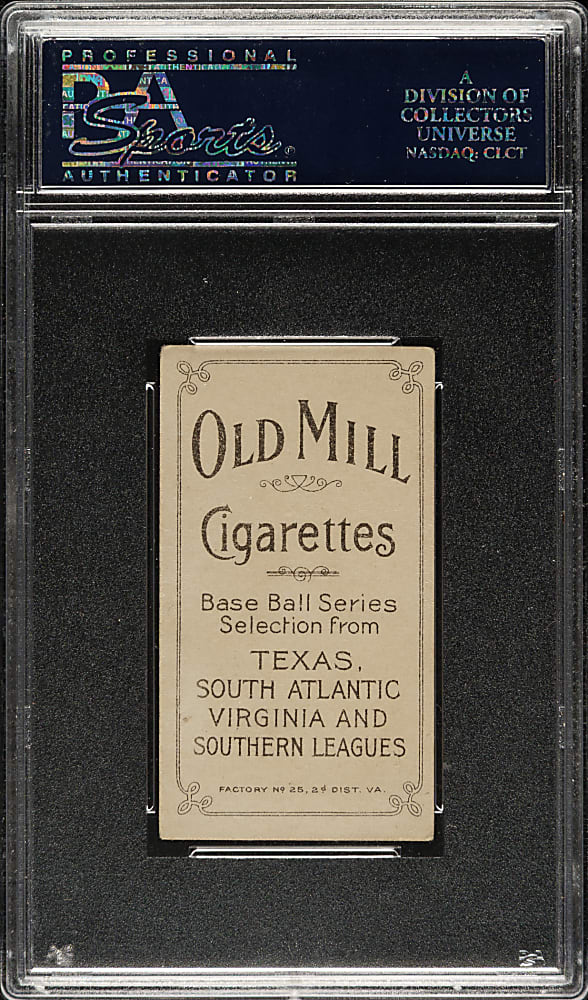 PROFESSIONAL
PSA
Sports
AUTHENTICATOR
A
DIVISION OF
COLLECTORS
UNIVERSE
NASDAQ: CLCT
OLD MILL
Cigarettes
Base Ball Series
Selection from
TEXAS,
SOUTH ATLANTIC
VIRGINIA AND
SOUTHERN LEAGUES
FACTORY Nº 25, 2d DIST. VA.